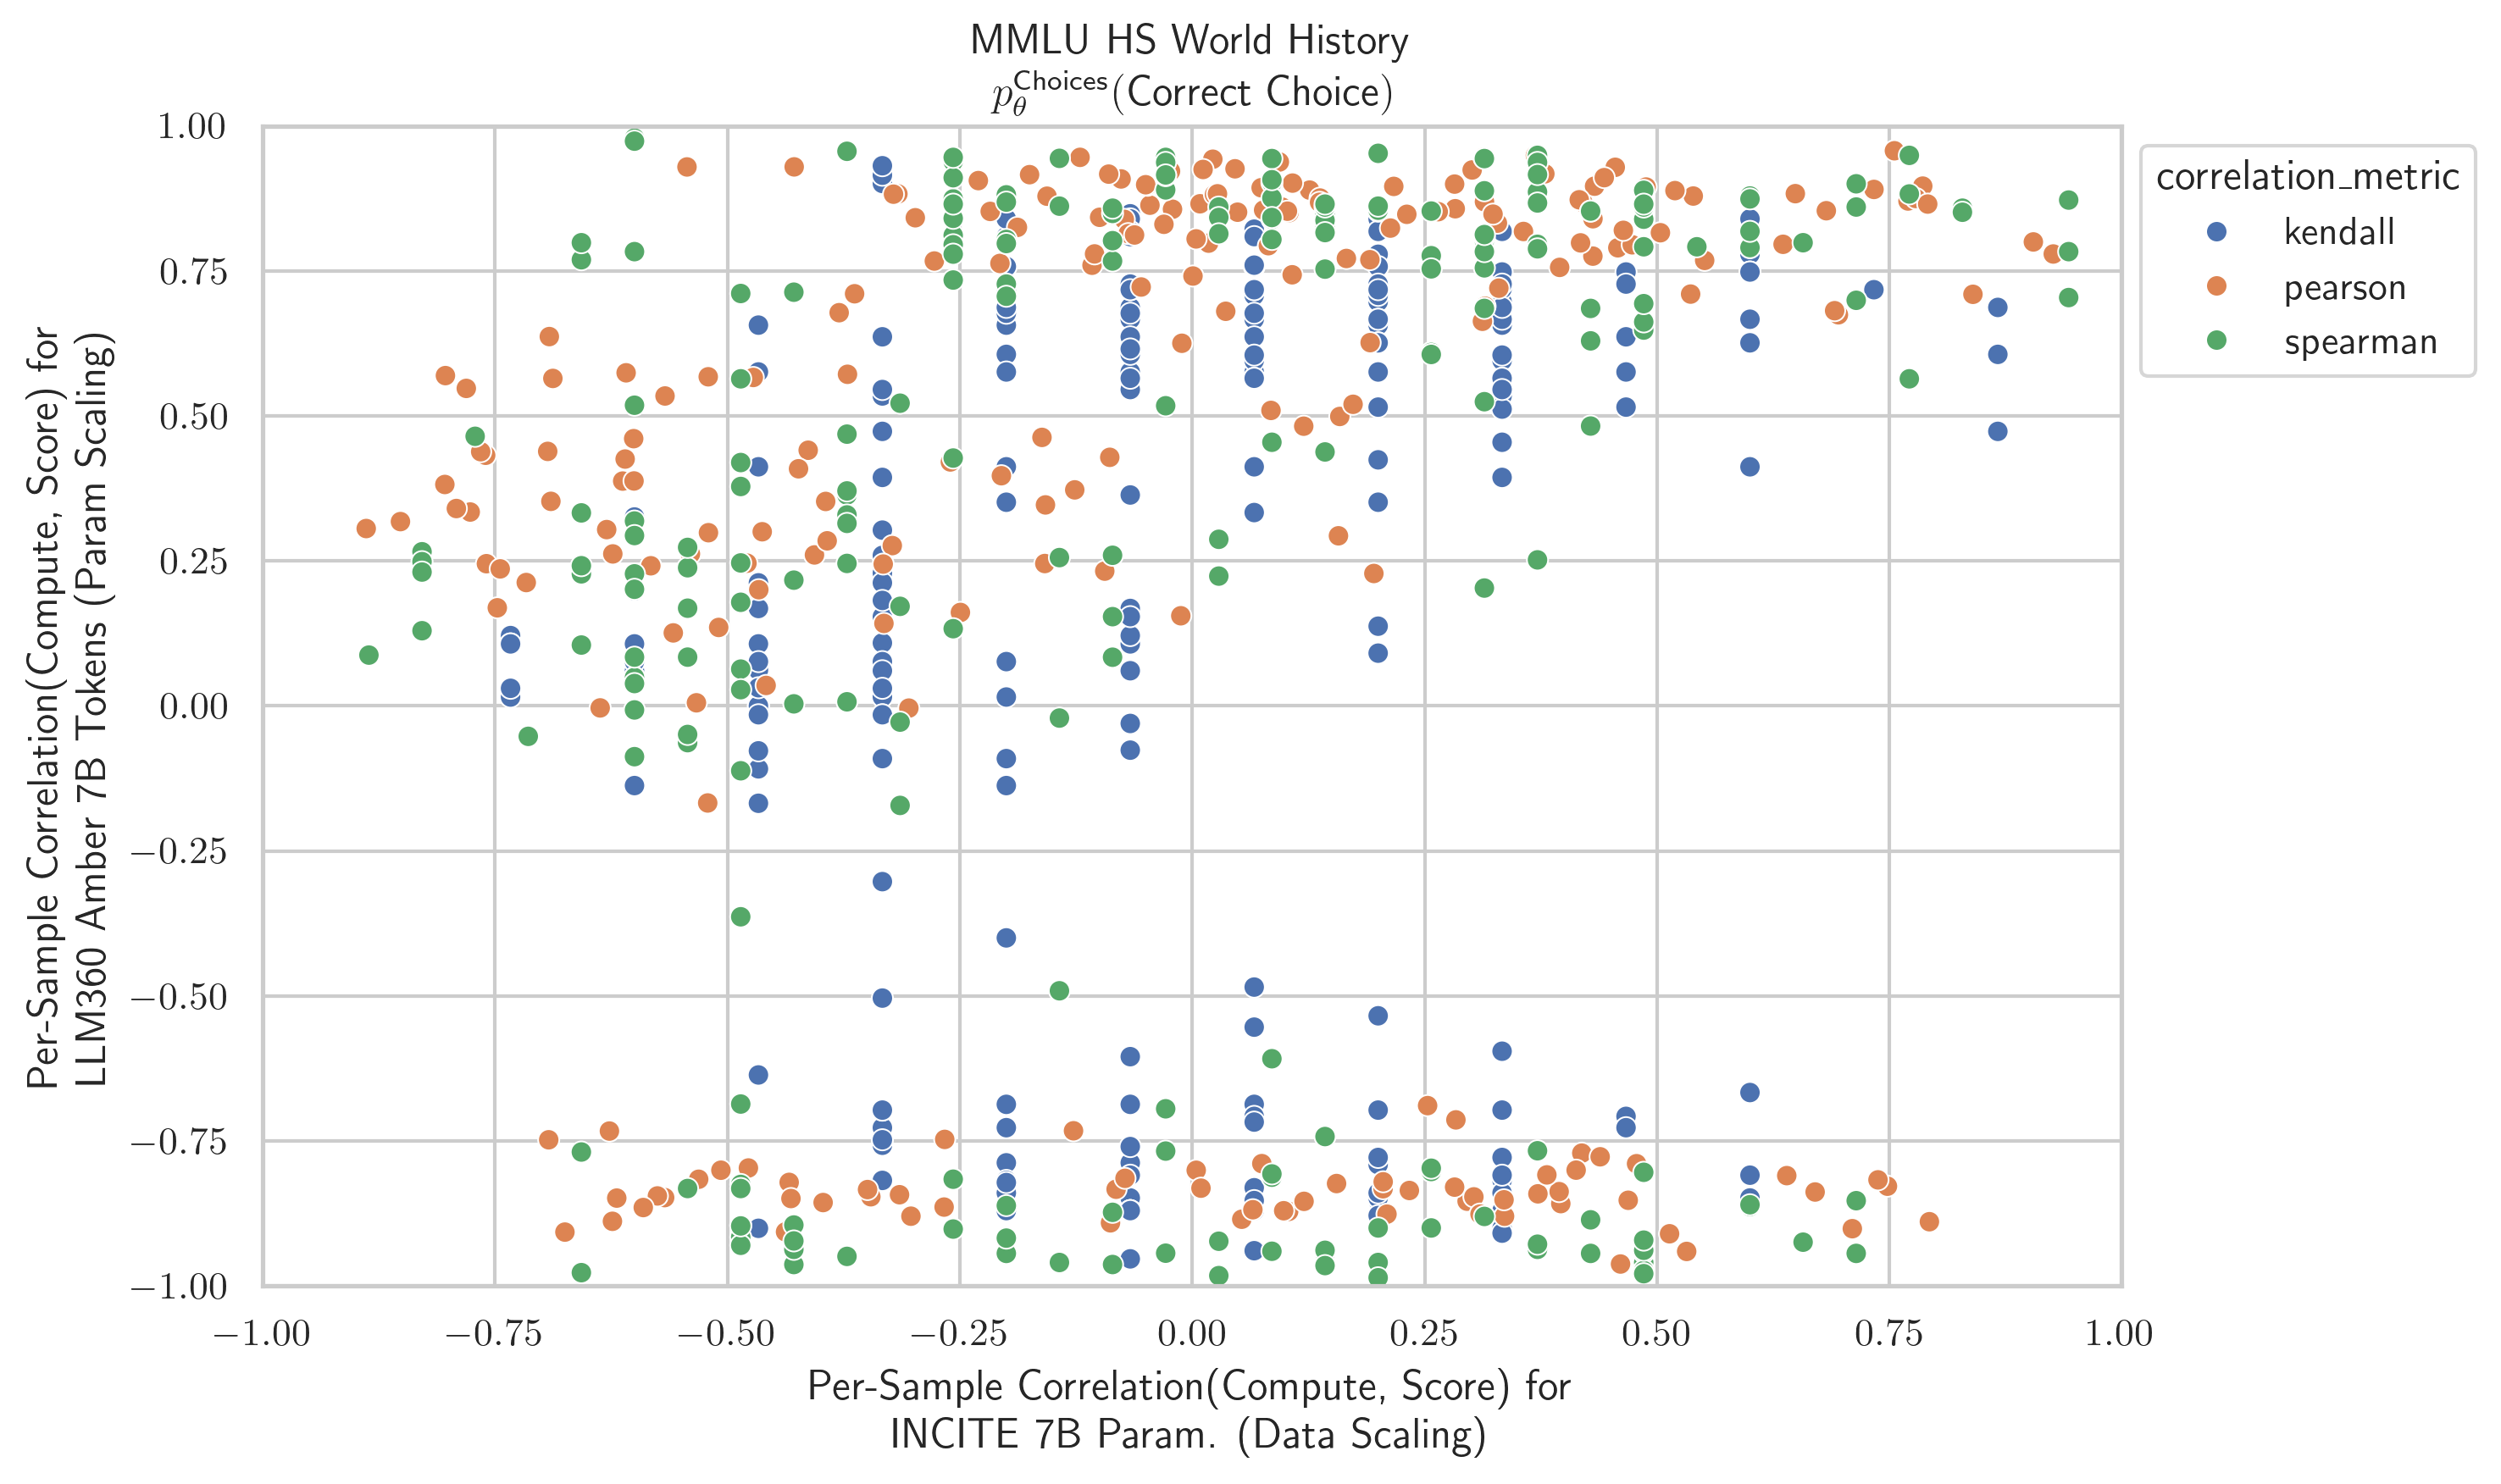 MMLU HS World History
p_θ^Choices(Correct Choice)
Per-Sample Correlation(Compute, Score) for
LLM360 Amber 7B Tokens (Param Scaling)
1.00
0.75
0.50
0.25
0.00
−0.25
−0.50
−0.75
−1.00
−1.00 −0.75 −0.50 −0.25 0.00 0.25 0.50 0.75 1.00
Per-Sample Correlation(Compute, Score) for
INCITE 7B Param. (Data Scaling)
correlation_metric
kendall
pearson
spearman